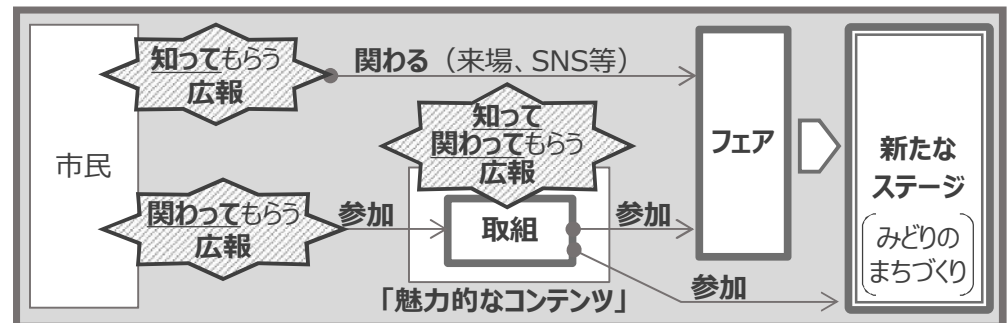 市民
知ってもらう
広報
関わる（来場、SNS等）
知って
関わってもらう
広報
関わってもらう
広報
参加
取組
参加
「魅力的なコンテンツ」
参加
フェア
新たな
ステージ
みどりの
まちづくり